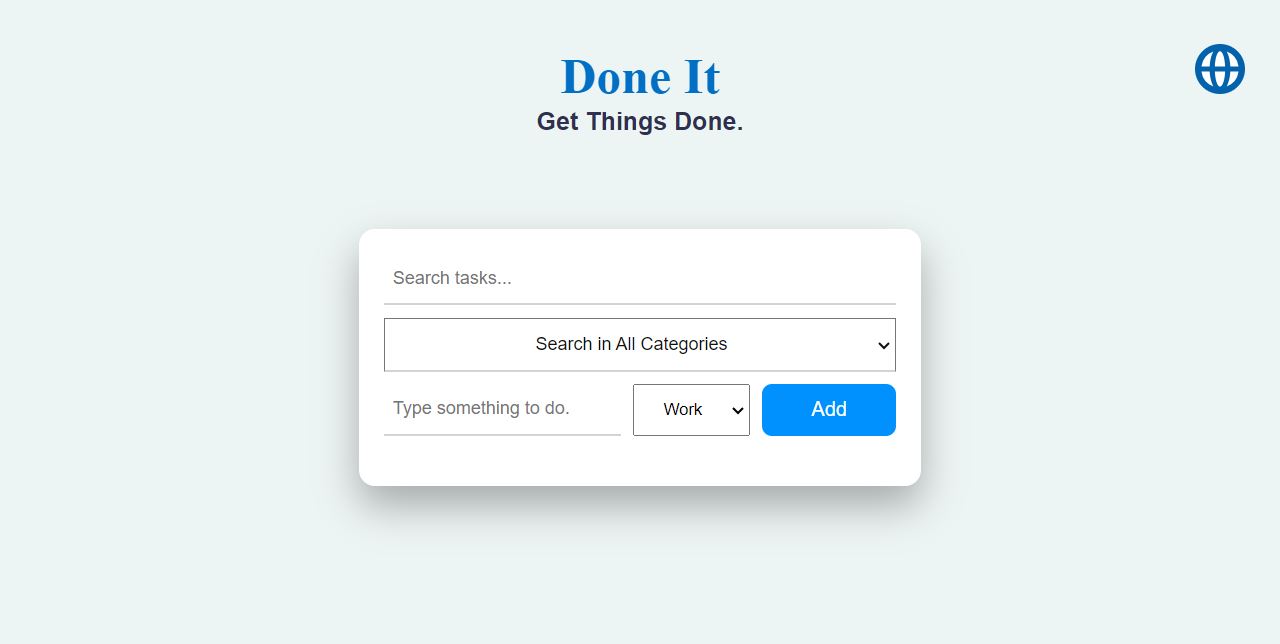 Done It
Get Things Done.
Search tasks...
Search in All Categories
Type something to do.
Work
Add